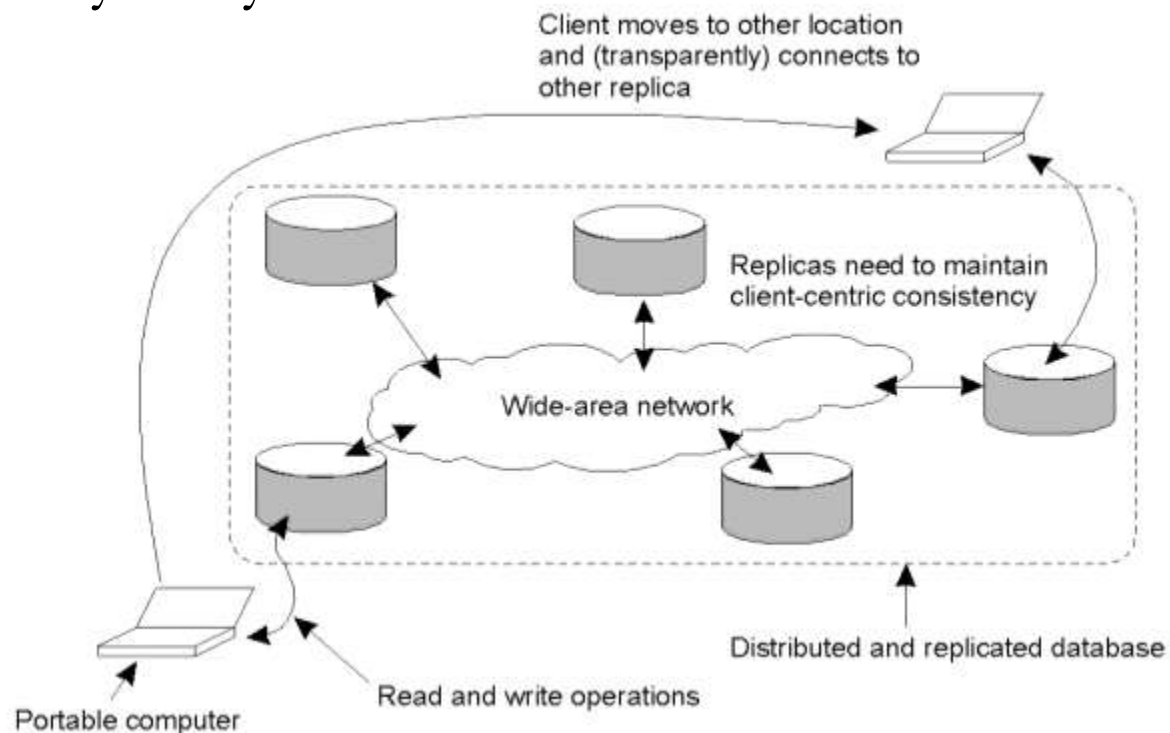 Client moves to other location
and (transparently) connects to
other replica
Replicas need to maintain
client-centric consistency
Wide-area network
Distributed and replicated database
Read and write operations
Portable computer